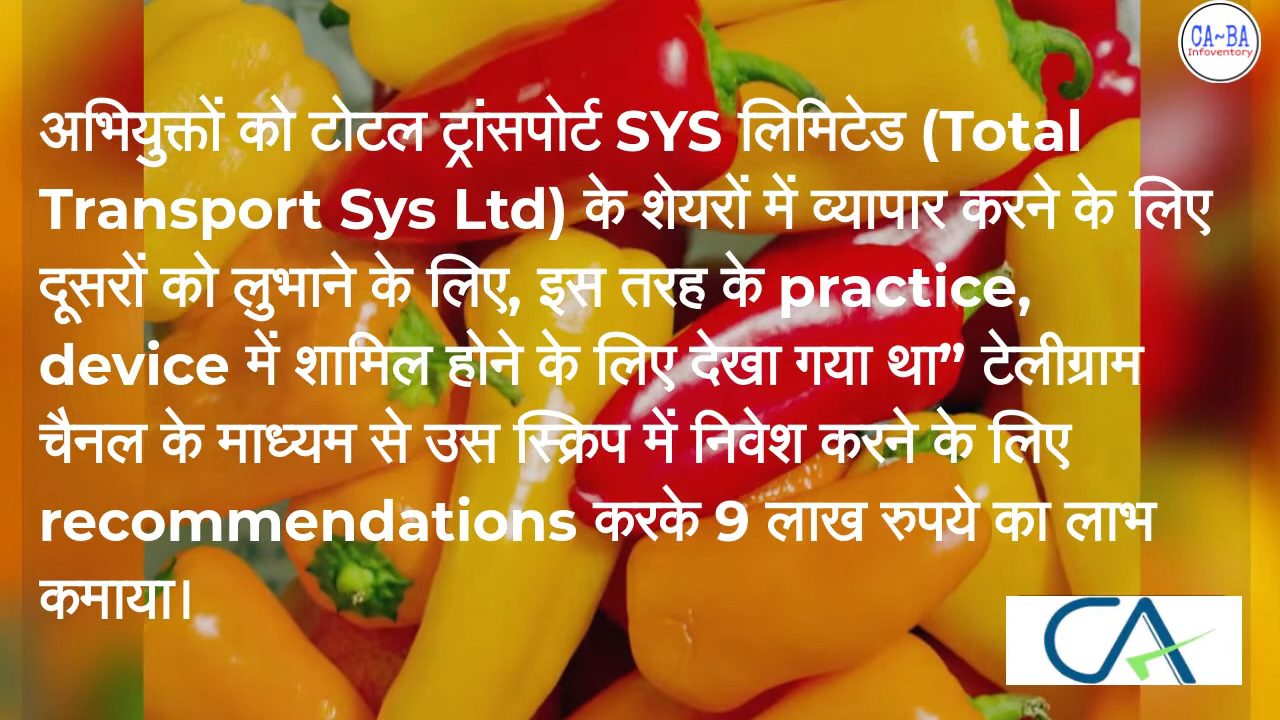 CA~BA
Infoventory
अभियुक्तों को टोटल ट्रांसपोर्ट SYS लिमिटेड (Total
Transport Sys Ltd) के शेयरों में व्यापार करने के लिए
दूसरों को लुभाने के लिए, इस तरह के practice,
device में शामिल होने के लिए देखा गया था” टेलीग्राम
चैनल के माध्यम से उस स्क्रिप में निवेश करने के लिए
recommendations करके 9 लाख रुपये का लाभ
कमाया।
CA